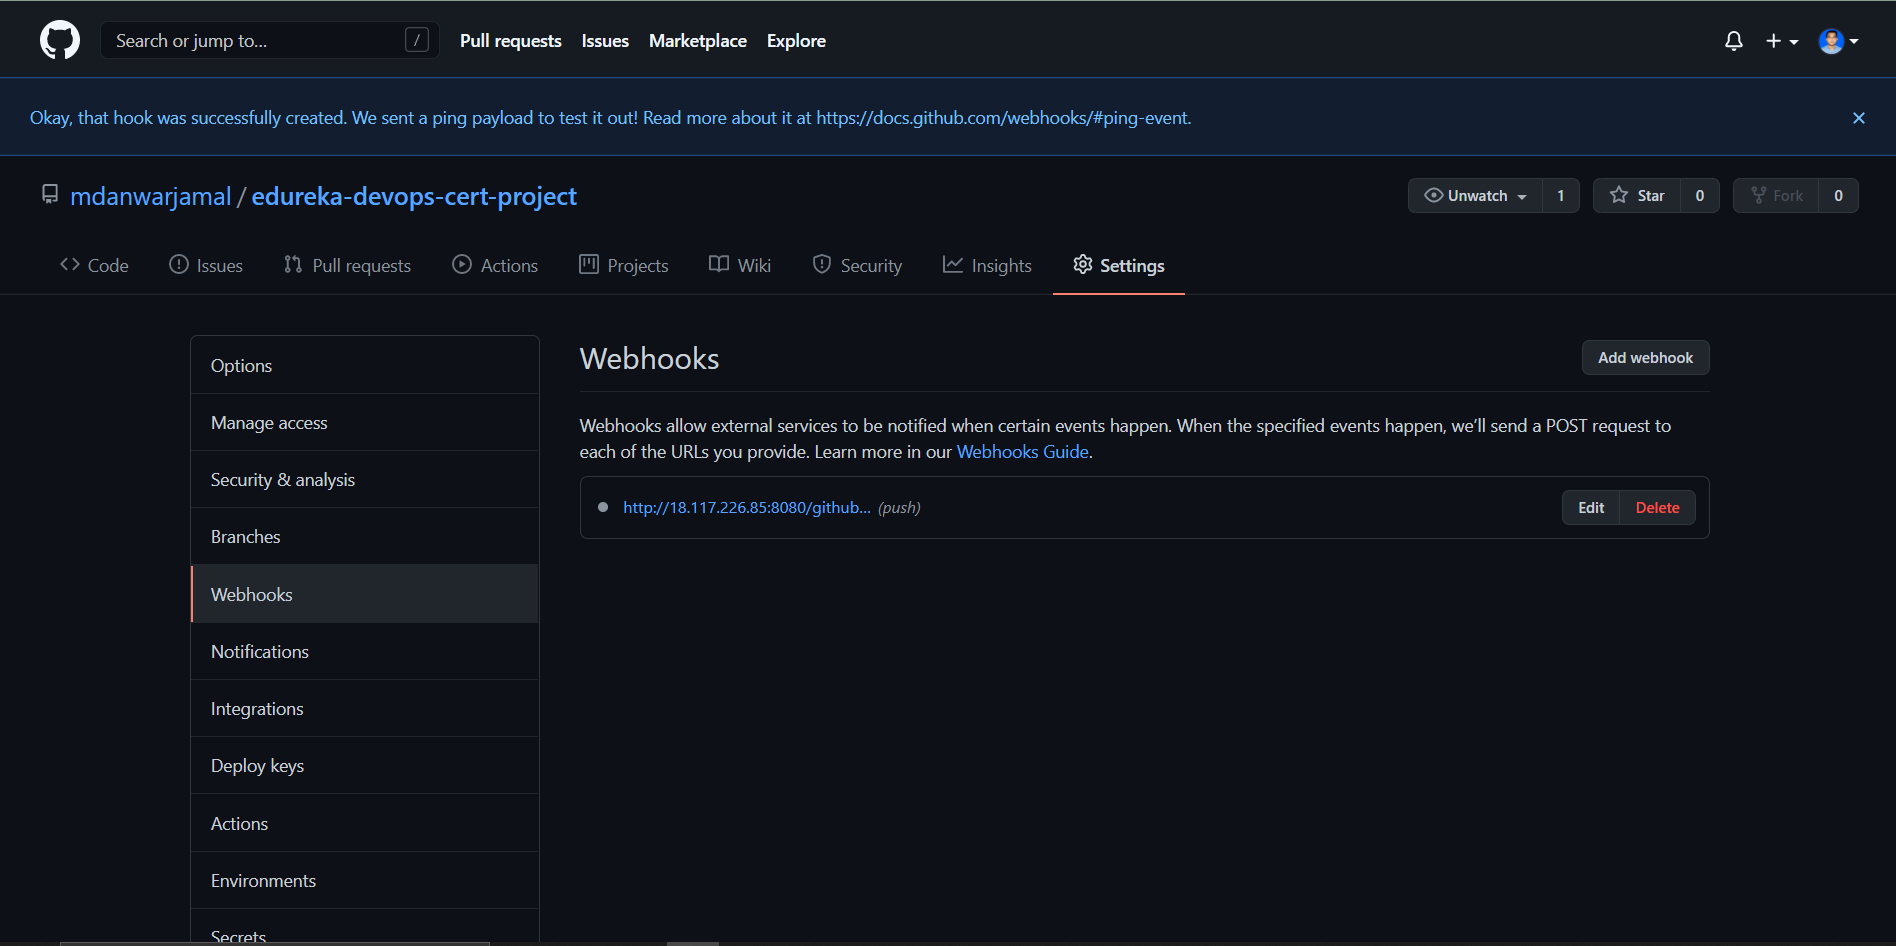 Search or jump to... /
Pull requests Issues Marketplace Explore
Okay, that hook was successfully created. We sent a ping payload to test it out! Read more about it at https://docs.github.com/webhooks/#ping-event.
mdanwarjamal / edureka-devops-cert-project
Unwatch 1 Star 0 Fork 0
Code Issues Pull requests Actions Projects Wiki Security Insights Settings
Options
Manage access
Security & analysis
Branches
Webhooks
Notifications
Integrations
Deploy keys
Actions
Environments
Secrets
Webhooks
Add webhook
Webhooks allow external services to be notified when certain events happen. When the specified events happen, we’ll send a POST request to
each of the URLs you provide. Learn more in our Webhooks Guide.
http://18.117.226.85:8080/github... (push)
Edit Delete